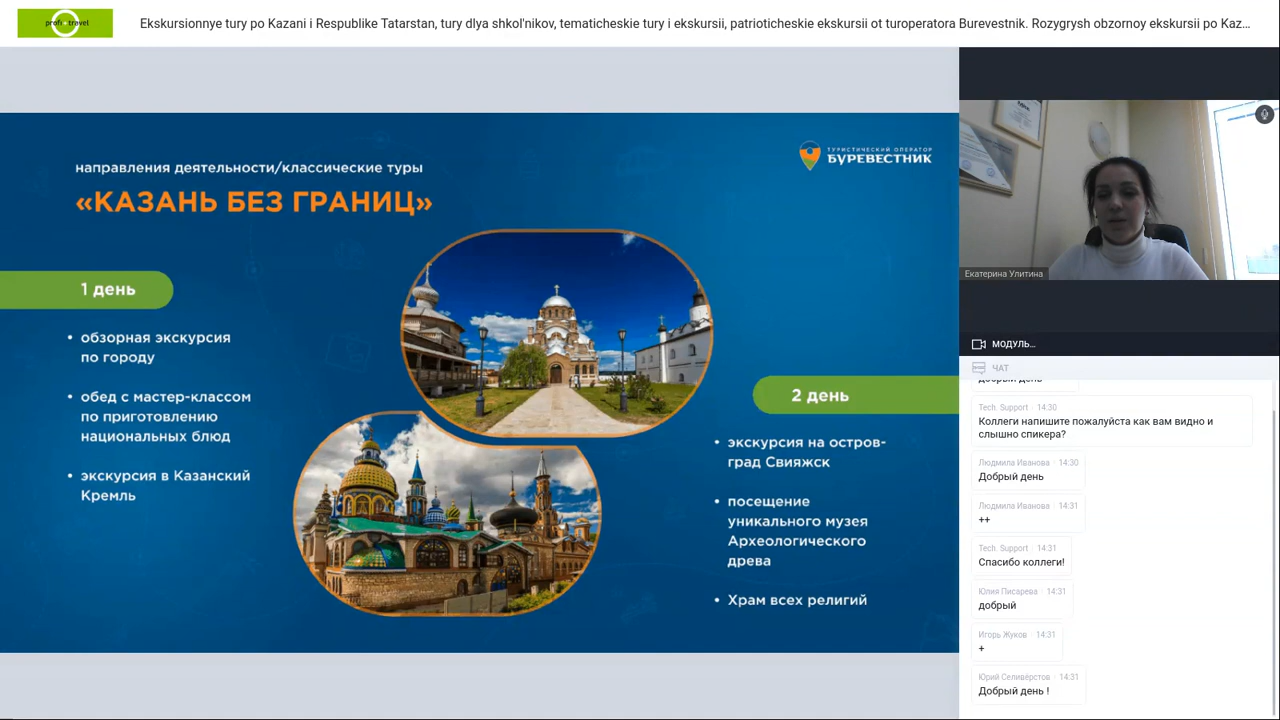 profi travel
Ekskursionnye tury po Kazani i Respublike Tatarstan, tury dlya shkol'nikov, tematicheskie tury i ekskursii, patrioticheskie ekskursii ot turoperatora Burevestnik. Rozygrysh obzornoy ekskursii po Kaz...
направления деятельности/классические туры
«КАЗАНЬ БЕЗ ГРАНИЦ»
ТУРИСТИЧЕСКИЙ ОПЕРАТОР
БУРЕВЕСТНИК
1 день
• обзорная экскурсия
по городу
• обед с мастер-классом
по приготовлению
национальных блюд
• экскурсия в Казанский
Кремль
2 день
• экскурсия на остров-
град Свияжск
• посещение
уникального музея
Археологического
древа
• Храм всех религий
Екатерина Улитина
МОДУЛЬ...
ЧАТ
Добрый день
Tech. Support 14:30
Коллеги напишите пожалуйста как вам видно и
слышно спикера?
Людмила Иванова 14:30
Добрый день
Людмила Иванова 14:31
++
Tech. Support 14:31
Спасибо коллеги!
Юлия Писарева 14:31
добрый
Игорь Жуков 14:31
+
Юрий Селивёрстов 14:31
Добрый день !